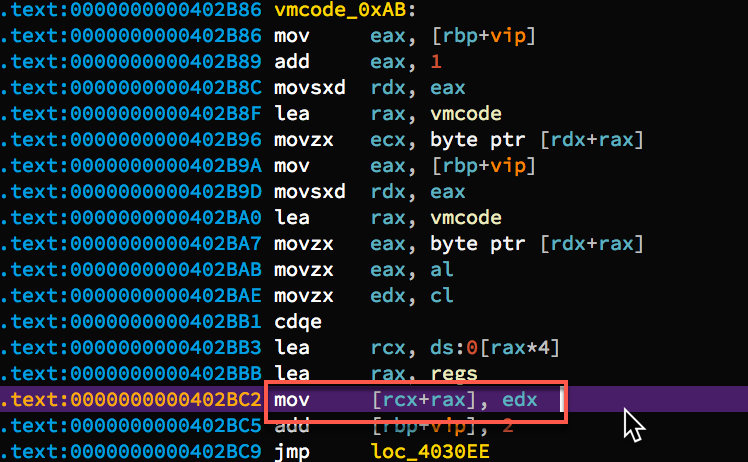 .text:0000000000402B86 vmcode_0xAB:
.text:0000000000402B86 mov eax, [rbp+vip]
.text:0000000000402B89 add eax, 1
.text:0000000000402B8C movsxd rdx, eax
.text:0000000000402B8F lea rax, vmcode
.text:0000000000402B96 movzx ecx, byte ptr [rdx+rax]
.text:0000000000402B9A mov eax, [rbp+vip]
.text:0000000000402B9D movsxd rdx, eax
.text:0000000000402BA0 lea rax, vmcode
.text:0000000000402BA7 movzx eax, byte ptr [rdx+rax]
.text:0000000000402BAB movzx eax, al
.text:0000000000402BAE movzx edx, cl
.text:0000000000402BB1 cdqe
.text:0000000000402BB3 lea rcx, ds:0[rax*4]
.text:0000000000402BBB lea rax, regs
.text:0000000000402BC2 mov [rcx+rax], edx
.text:0000000000402BC5 add [rbp+vip], 2
.text:0000000000402BC9 jmp loc_4030EE